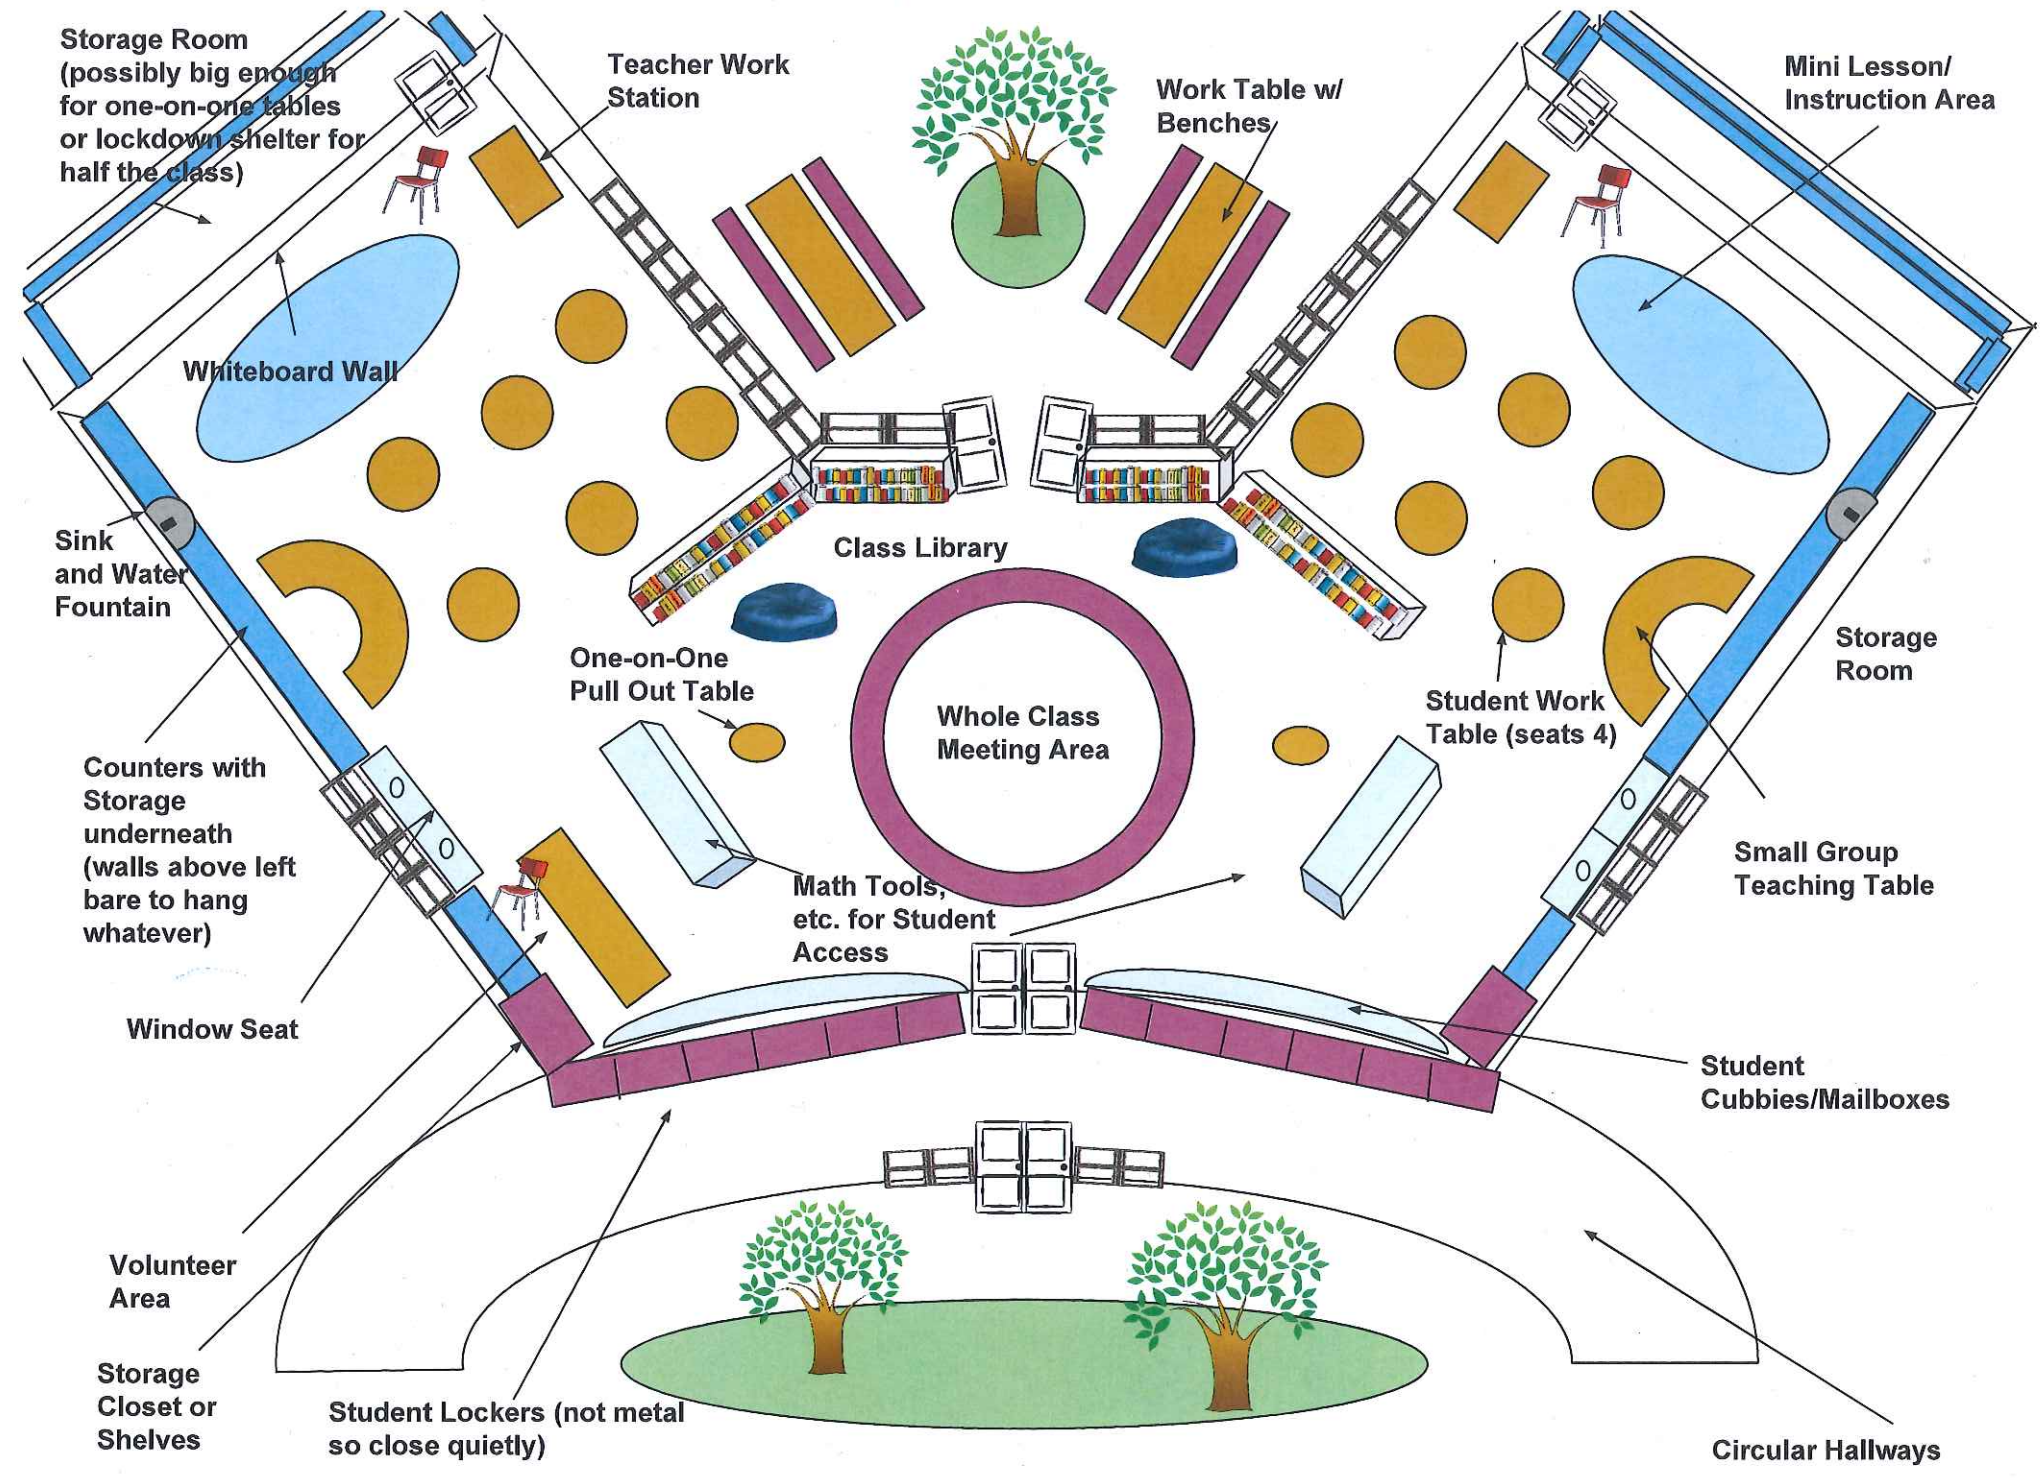 Storage Room
(possibly big enough
for one-on-one tables
or lockdown shelter for
half the class)
Teacher Work
Station
Work Table w/
Benches
Mini Lesson/
Instruction Area
Whiteboard Wall
Sink
and Water
Fountain
Class Library
One-on-One
Pull Out Table
Whole Class
Meeting Area
Student Work
Table (seats 4)
Storage
Room
Counters with
Storage
underneath
(walls above left
bare to hang
whatever)
Math Tools,
etc. for Student
Access
Small Group
Teaching Table
Window Seat
Student
Cubbies/Mailboxes
Volunteer
Area
Storage
Closet or
Shelves
Student Lockers (not metal
so close quietly)
Circular Hallways